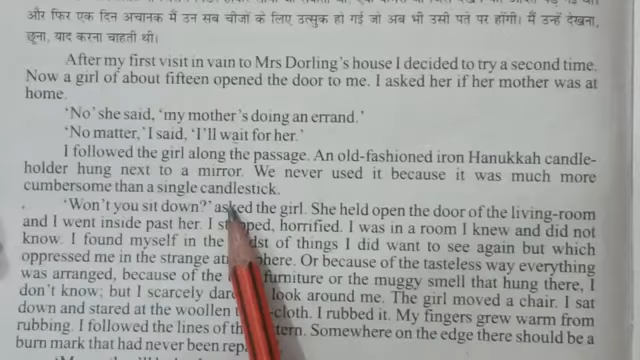 और फिर एक दिन अचानक मैं उन सब चीजों के लिए उत्सुक हो गई जो अब भी उसी पते पर होंगी। मैं उन्हें देखना,
छूना, याद करना चाहती थी।
After my first visit in vain to Mrs Dorling's house I decided to try a second time.
Now a girl of about fifteen opened the door to me. I asked her if her mother was at
home.
'No' she said, 'my mother's doing an errand.'
'No matter,' I said, 'I'll wait for her.'
I followed the girl along the passage. An old-fashioned iron Hanukkah candle-
holder hung next to a mirror. We never used it because it was much more
cumbersome than a single candlestick.
'Won't you sit down?' asked the girl. She held open the door of the living-room
and I went inside past her. I horrified. I was in a room I knew and did not
know. I found myself in the of things I did want to see again but which
oppressed me in the strange Or because of the tasteless way everything
was arranged, because of the furniture or the muggy smell that hung there, I
don't know; but I scarcely look around me. The girl moved a chair. I sat
down and stared at the woollen I rubbed it. My fingers grew warm from
rubbing. I followed the lines of Somewhere on the edge there should be a
burn mark that had never been